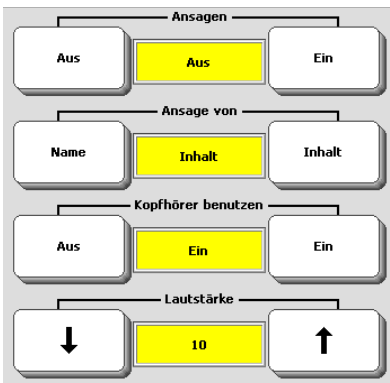 Ansagen
Aus Aus Ein
Ansage von
Name Inhalt Inhalt
Kopfhörer benutzen
Aus Ein Ein
Lautstärke
↓ 10 ↑